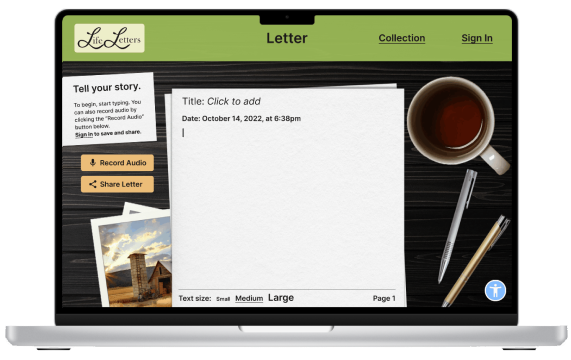 Life Letters
Letter
Collection
Sign In
Tell your story.
To begin, start typing. You
can also record audio by
clicking the "Record Audio"
button below.
Sign in to save and share.
Record Audio
Share Letter
Title: Click to add
Date: October 14, 2022, at 6:38pm
Text size: Small Medium Large
Page 1